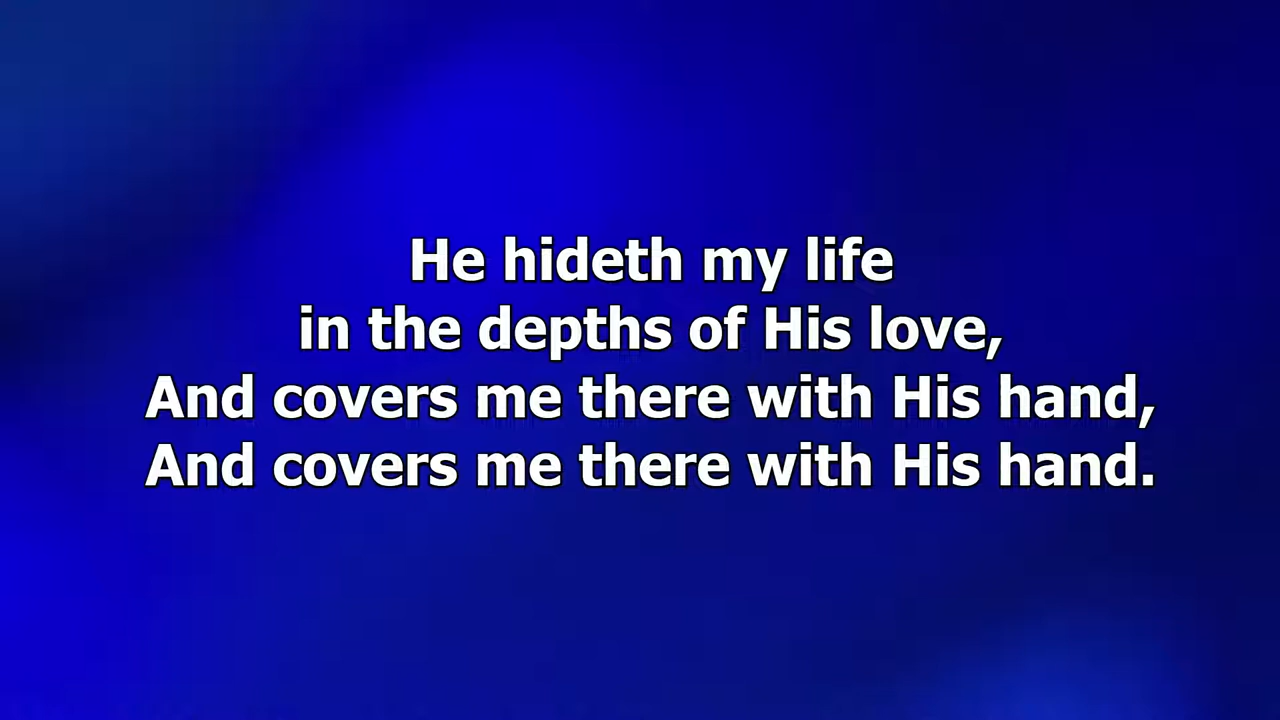 He hideth my life
in the depths of His love,
And covers me there with His hand,
And covers me there with His hand.